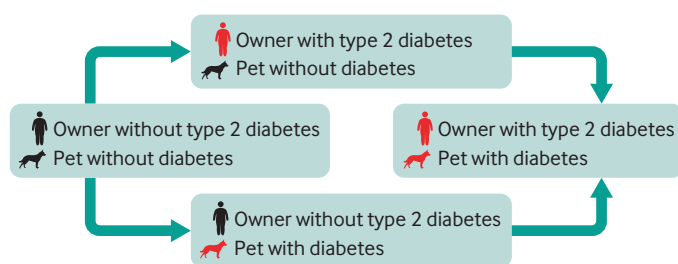 Owner with type 2 diabetes
Pet without diabetes
Owner without type 2 diabetes
Pet without diabetes
Owner with type 2 diabetes
Pet with diabetes
Owner without type 2 diabetes
Pet with diabetes